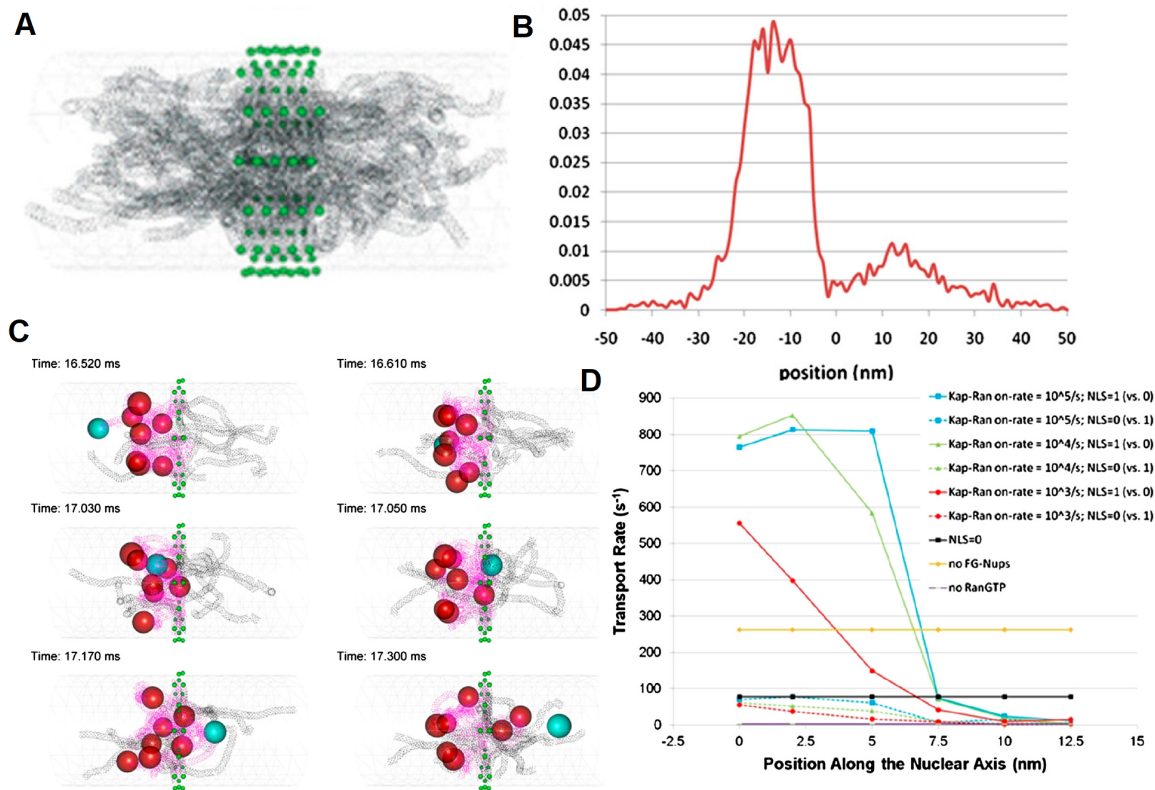 A
B
0.05
0.045
0.04
0.035
0.03
0.025
0.02
0.015
0.01
0.005
0
-50 -40 -30 -20 -10 0 10 20 30 40 50
position (nm)
C
Time: 16.520 ms
Time: 16.610 ms
Time: 17.030 ms
Time: 17.050 ms
Time: 17.170 ms
Time: 17.300 ms
D
900
800
700
600
500
400
300
200
100
0
Transport Rate (s⁻¹)
-2.5 0 2.5 5 7.5 10 12.5 15
Position Along the Nuclear Axis (nm)
Kap-Ran on-rate = 10^5/s; NLS=1 (vs. 0)
Kap-Ran on-rate = 10^5/s; NLS=0 (vs. 1)
Kap-Ran on-rate = 10^4/s; NLS=1 (vs. 0)
Kap-Ran on-rate = 10^4/s; NLS=0 (vs. 1)
Kap-Ran on-rate = 10^3/s; NLS=1 (vs. 0)
Kap-Ran on-rate = 10^3/s; NLS=0 (vs. 1)
NLS=0
no FG-Nups
no RanGTP